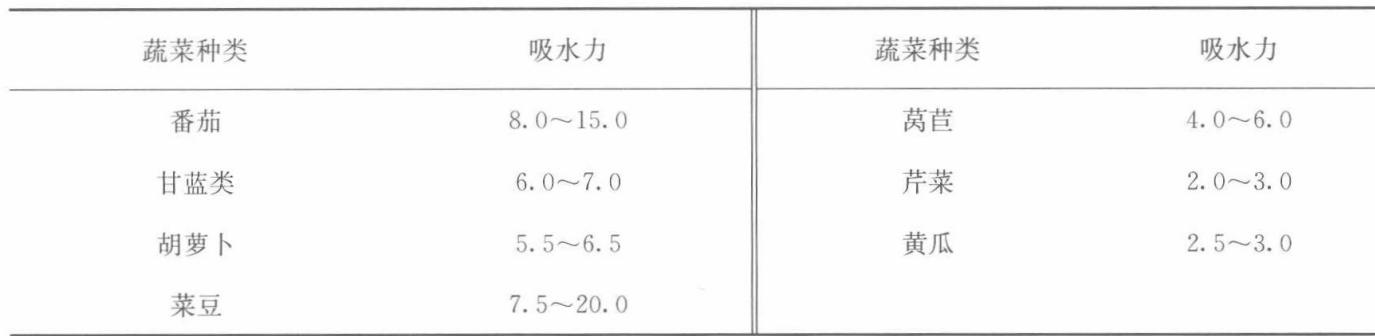 蔬菜种类 吸水力 蔬菜种类 吸水力
番茄 8.0～15.0 莴苣 4.0～6.0
甘蓝类 6.0～7.0 芹菜 2.0～3.0
胡萝卜 5.5～6.5 黄瓜 2.5～3.0
菜豆 7.5～20.0